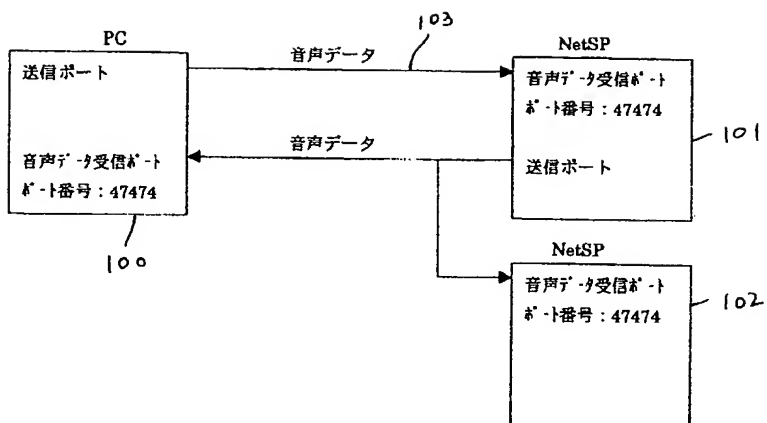 PC
送信ポート
音声データ受信ポート
ポート番号：47474
100
音声データ
103
音声データ
NetSP
音声データ受信ポート
ポート番号：47474
送信ポート
101
NetSP
音声データ受信ポート
ポート番号：47474
102